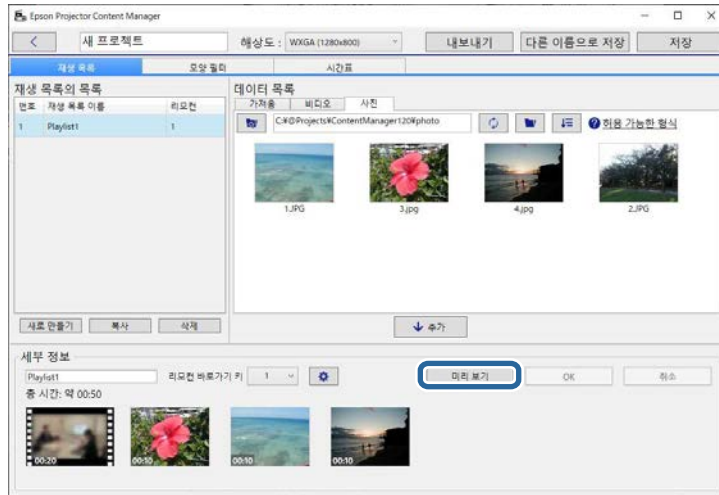 Epson Projector Content Manager
새 프로젝트 해상도 : WXGA (1280x800) 내보내기 다른 이름으로 저장 저장
재생 목록 모양 필터 시간표
재생 목록의 목록
번호 재생 목록 이름 리모컨
1 Playlist1 1
새로 만들기 복사 삭제
데이터 목록
가져옴 비디오 사진
C:₩@Projects₩ContentManager120₩photo 허용 가능한 형식
1.JPG 3.jpg 4.jpg 2.JPG
추가
세부 정보
Playlist1 리모컨 바로가기 키 1 미리 보기 OK 취소
총 시간: 약 00:50
00:20 00:10 00:10 00:10